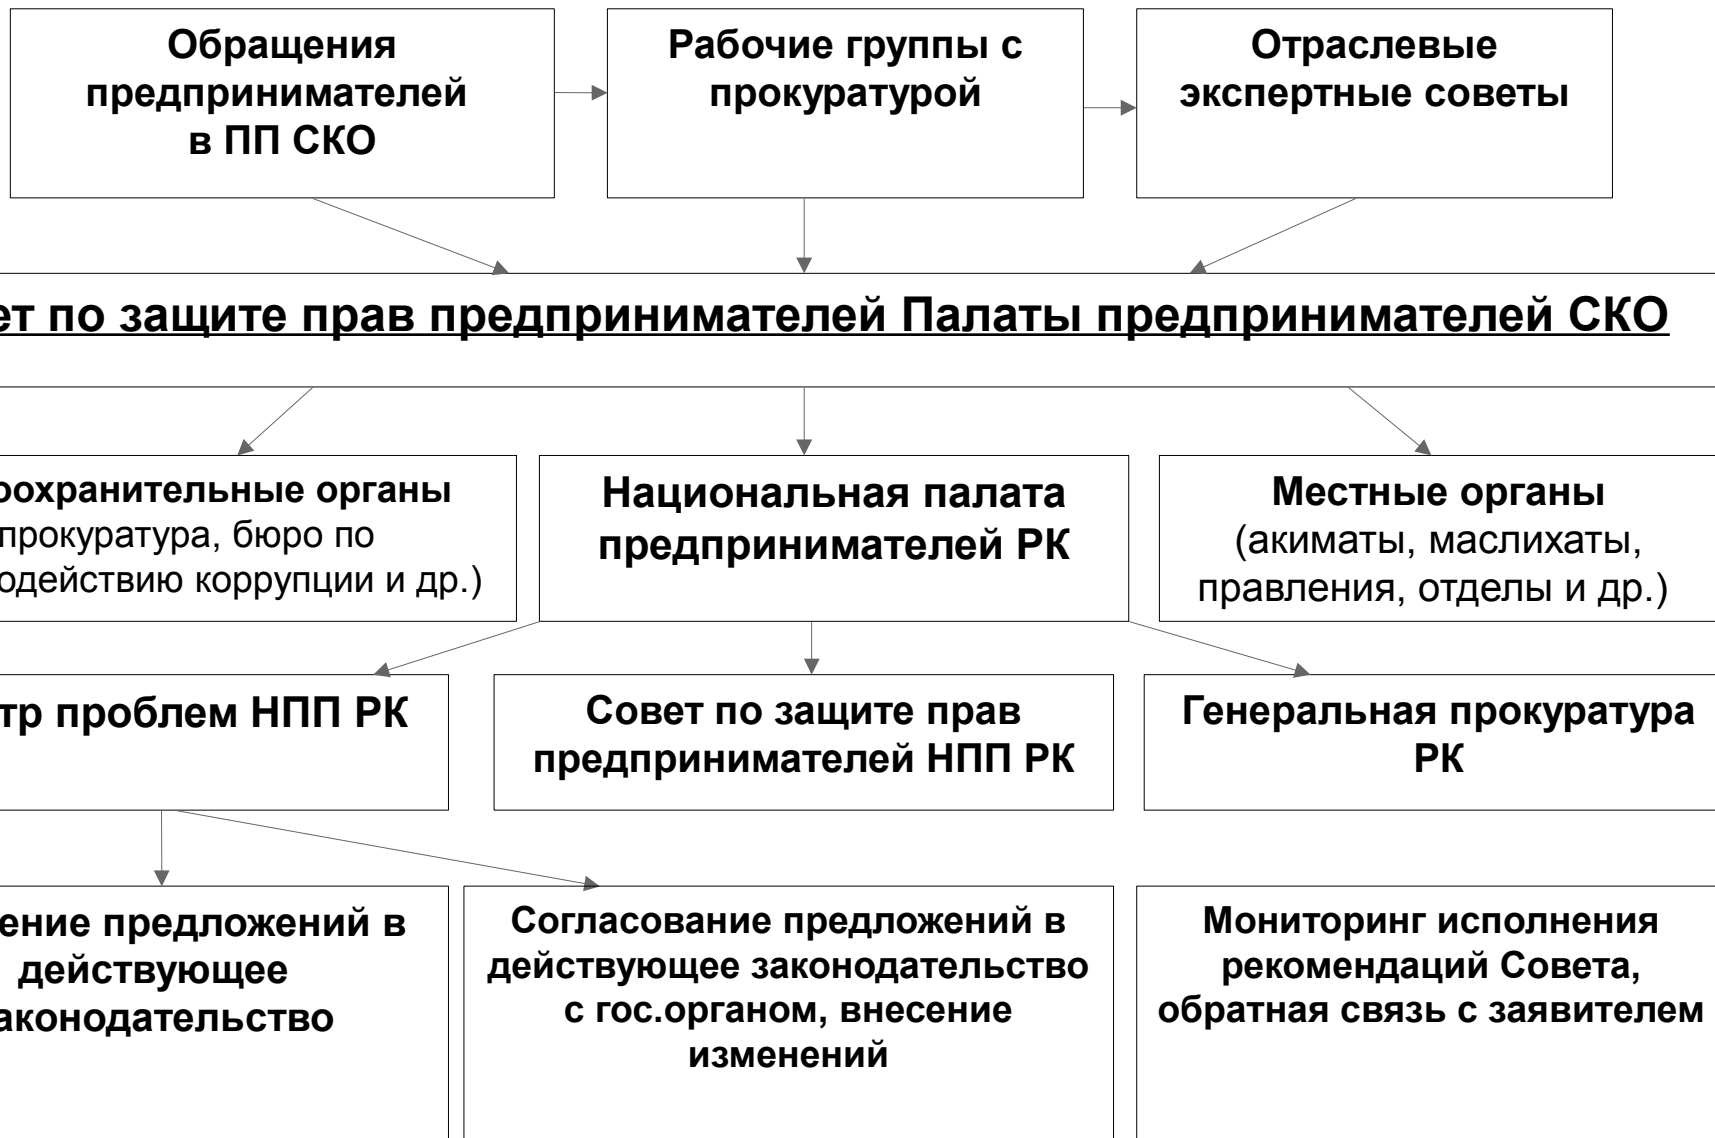 Обращения
предпринимателей
в ПП СКО
Рабочие группы с
прокуратурой
Отраслевые
экспертные советы
ет по защите прав предпринимателей Палаты предпринимателей СКО
оохранительные органы
прокуратура, бюро по
одействию коррупции и др.)
Национальная палата
предпринимателей РК
Местные органы
(акиматы, маслихаты,
правления, отделы и др.)
тр проблем НПП РК
Совет по защите прав
предпринимателей НПП РК
Генеральная прокуратура
РК
ение предложений в
действующее
аконодательство
Согласование предложений в
действующее законодательство
с гос.органом, внесение
изменений
Мониторинг исполнения
рекомендаций Совета,
обратная связь с заявителем